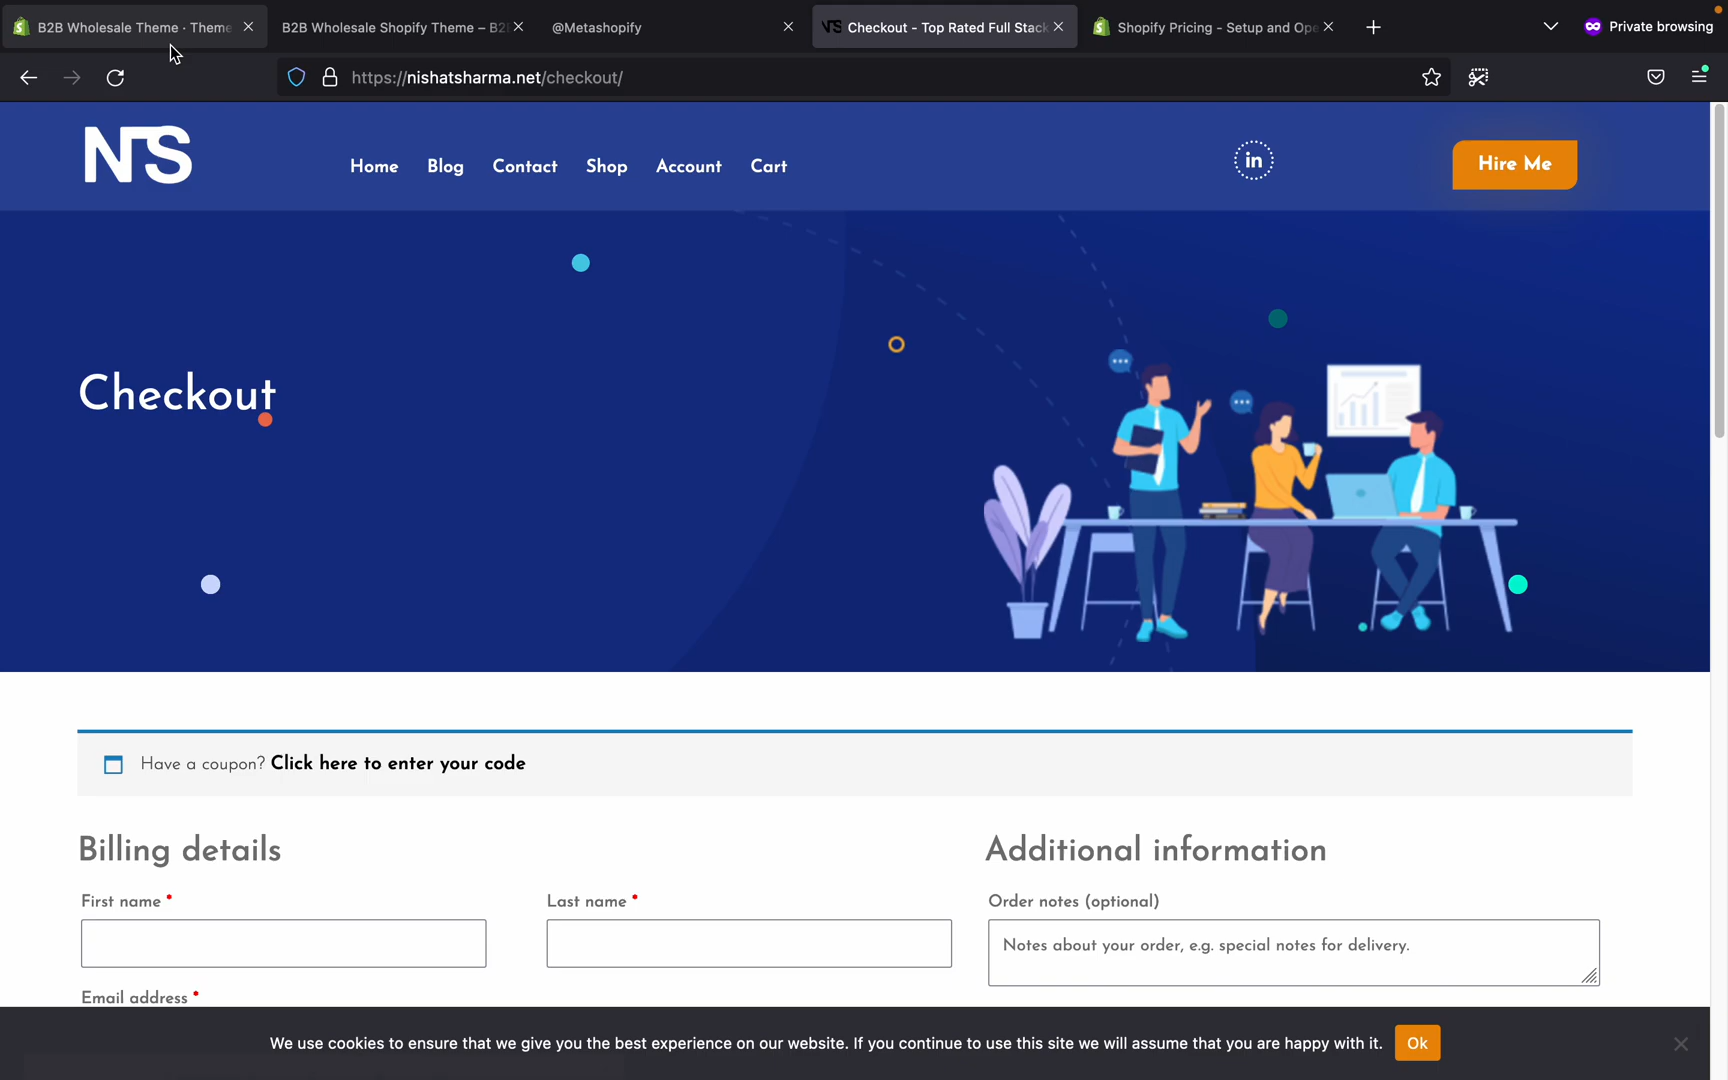 B2B Wholesale Theme · Theme
B2B Wholesale Shopify Theme – B2
@Metashopify
Checkout - Top Rated Full Stack
Shopify Pricing - Setup and Ope
Private browsing
https://nishatsharma.net/checkout/
NS
Home
Blog
Contact
Shop
Account
Cart
in
Hire Me
Checkout
Have a coupon? Click here to enter your code
Billing details
Additional information
First name *
Last name *
Order notes (optional)
Notes about your order, e.g. special notes for delivery.
Email address *
We use cookies to ensure that we give you the best experience on our website. If you continue to use this site we will assume that you are happy with it.
Ok